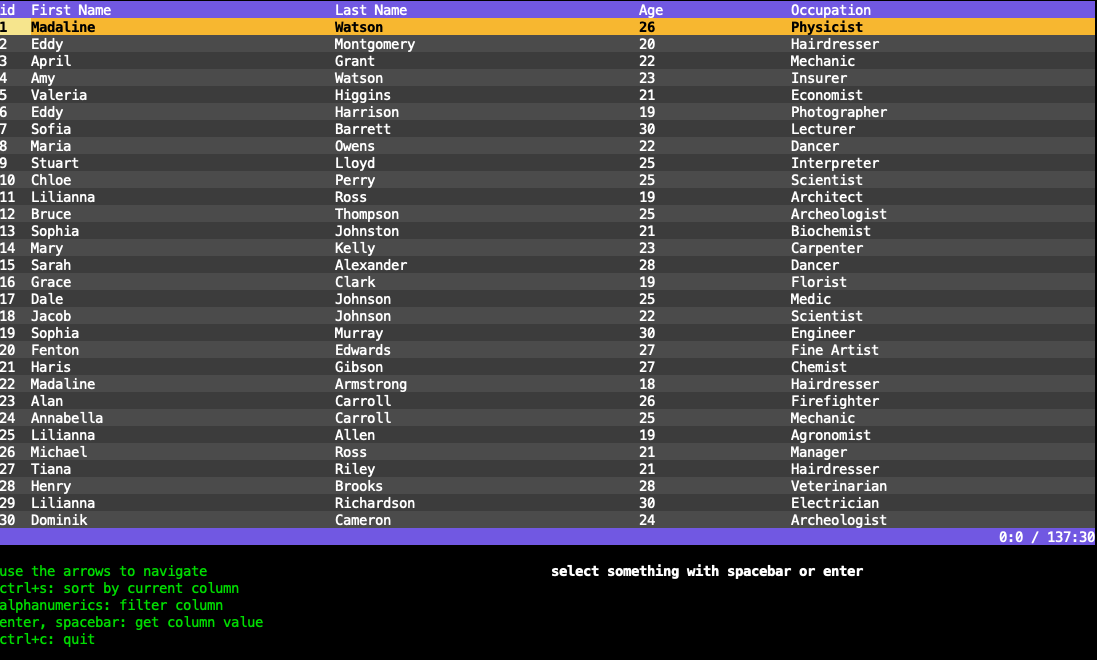 id First Name Last Name Age Occupation
1 Madaline Watson 26 Physicist
2 Eddy Montgomery 20 Hairdresser
3 April Grant 22 Mechanic
4 Amy Watson 23 Insurer
5 Valeria Higgins 21 Economist
6 Eddy Harrison 19 Photographer
7 Sofia Barrett 30 Lecturer
8 Maria Owens 22 Dancer
9 Stuart Lloyd 25 Interpreter
10 Chloe Perry 25 Scientist
11 Lilianna Ross 19 Architect
12 Bruce Thompson 25 Archeologist
13 Sophia Johnston 21 Biochemist
14 Mary Kelly 23 Carpenter
15 Sarah Alexander 28 Dancer
16 Grace Clark 19 Florist
17 Dale Johnson 25 Medic
18 Jacob Johnson 22 Scientist
19 Sophia Murray 30 Engineer
20 Fenton Edwards 27 Fine Artist
21 Haris Gibson 27 Chemist
22 Madaline Armstrong 18 Hairdresser
23 Alan Carroll 26 Firefighter
24 Annabella Carroll 25 Mechanic
25 Lilianna Allen 19 Agronomist
26 Michael Ross 21 Manager
27 Tiana Riley 21 Hairdresser
28 Henry Brooks 28 Veterinarian
29 Lilianna Richardson 30 Electrician
30 Dominik Cameron 24 Archeologist
0:0 / 137:30
use the arrows to navigate select something with spacebar or enter
ctrl+s: sort by current column
alphanumerics: filter column
enter, spacebar: get column value
ctrl+c: quit